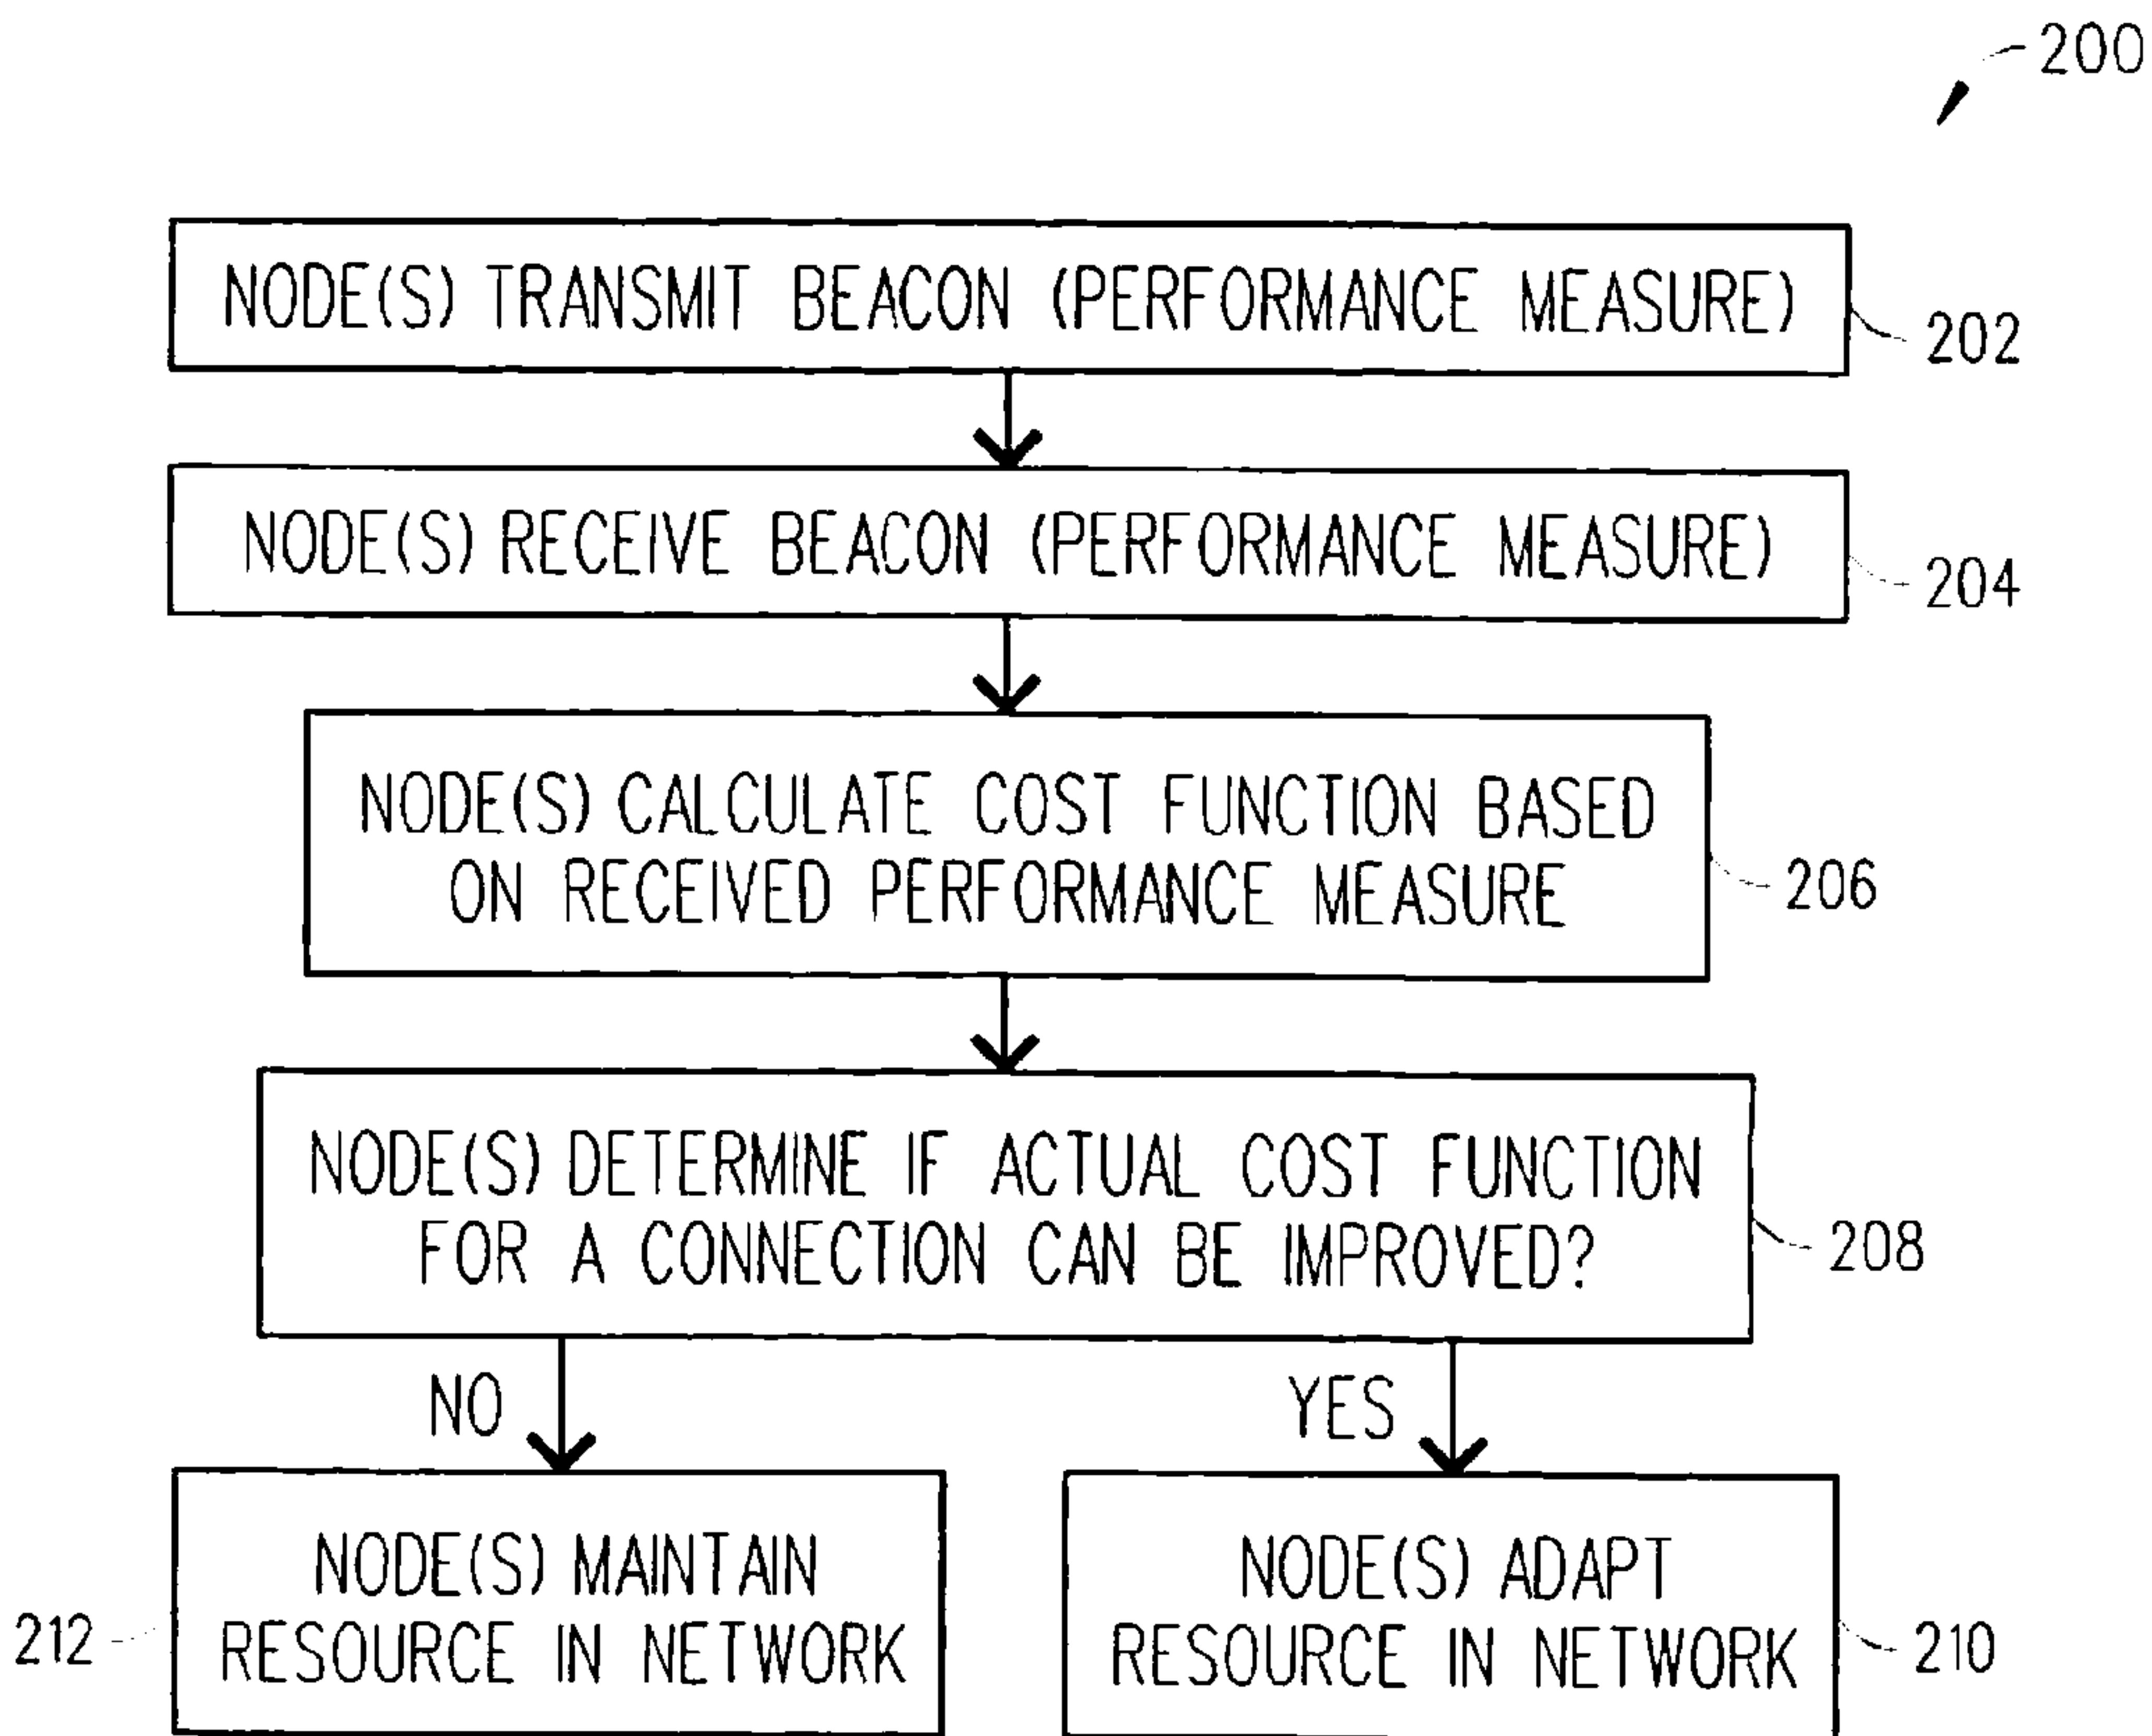 200
NODE(S) TRANSMIT BEACON (PERFORMANCE MEASURE)
202
NODE(S) RECEIVE BEACON (PERFORMANCE MEASURE)
204
NODE(S) CALCULATE COST FUNCTION BASED
ON RECEIVED PERFORMANCE MEASURE
206
NODE(S) DETERMINE IF ACTUAL COST FUNCTION
FOR A CONNECTION CAN BE IMPROVED?
208
NO
YES
NODE(S) MAINTAIN
RESOURCE IN NETWORK
212
NODE(S) ADAPT
RESOURCE IN NETWORK
210